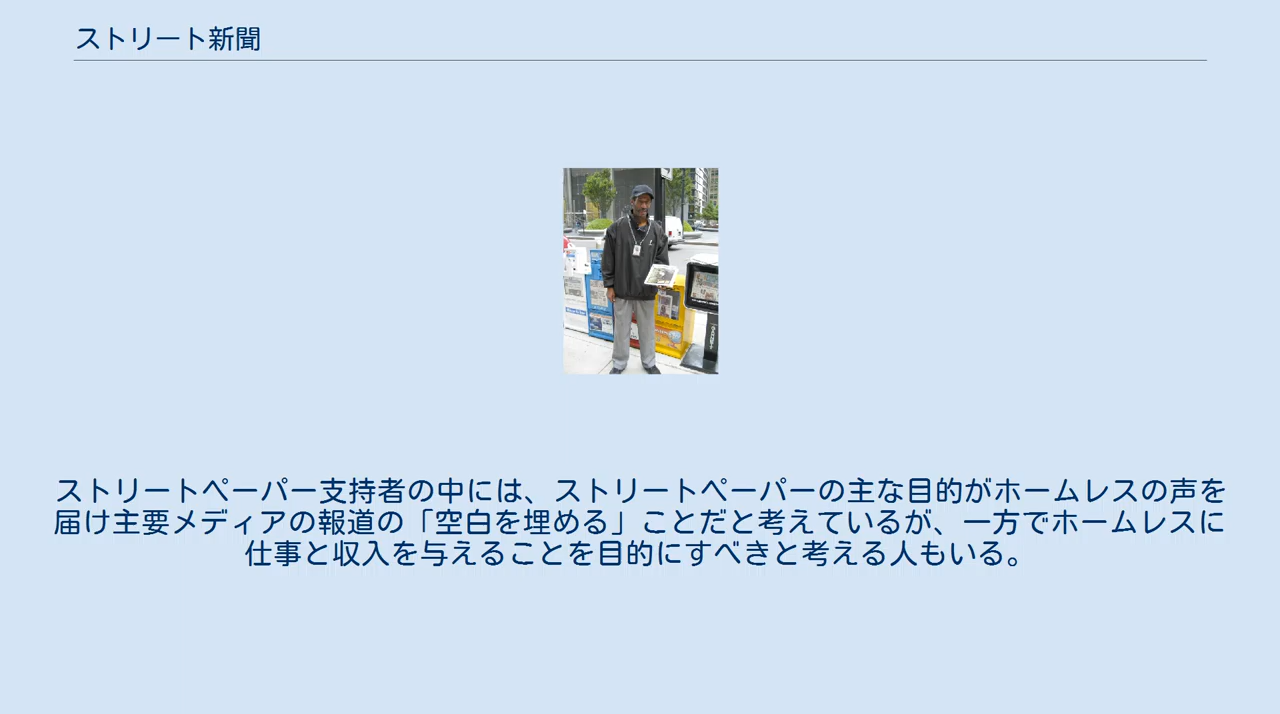 ストリート新聞
ストリートペーパー支持者の中には、ストリートペーパーの主な目的がホームレスの声を
届け主要メディアの報道の「空白を埋める」ことだと考えているが、一方でホームレスに
仕事と収入を与えることを目的にすべきと考える人もいる。